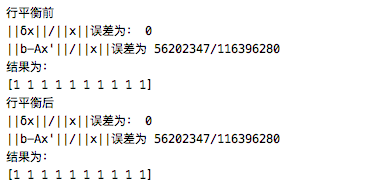 行平衡前
||δx||/||x||误差为： 0
||b-Ax'||/||x||误差为 56202347/116396280
结果为：
[1 1 1 1 1 1 1 1 1 1]
行平衡后
||δx||/||x||误差为： 0
||b-Ax'||/||x||误差为 56202347/116396280
结果为：
[1 1 1 1 1 1 1 1 1 1]